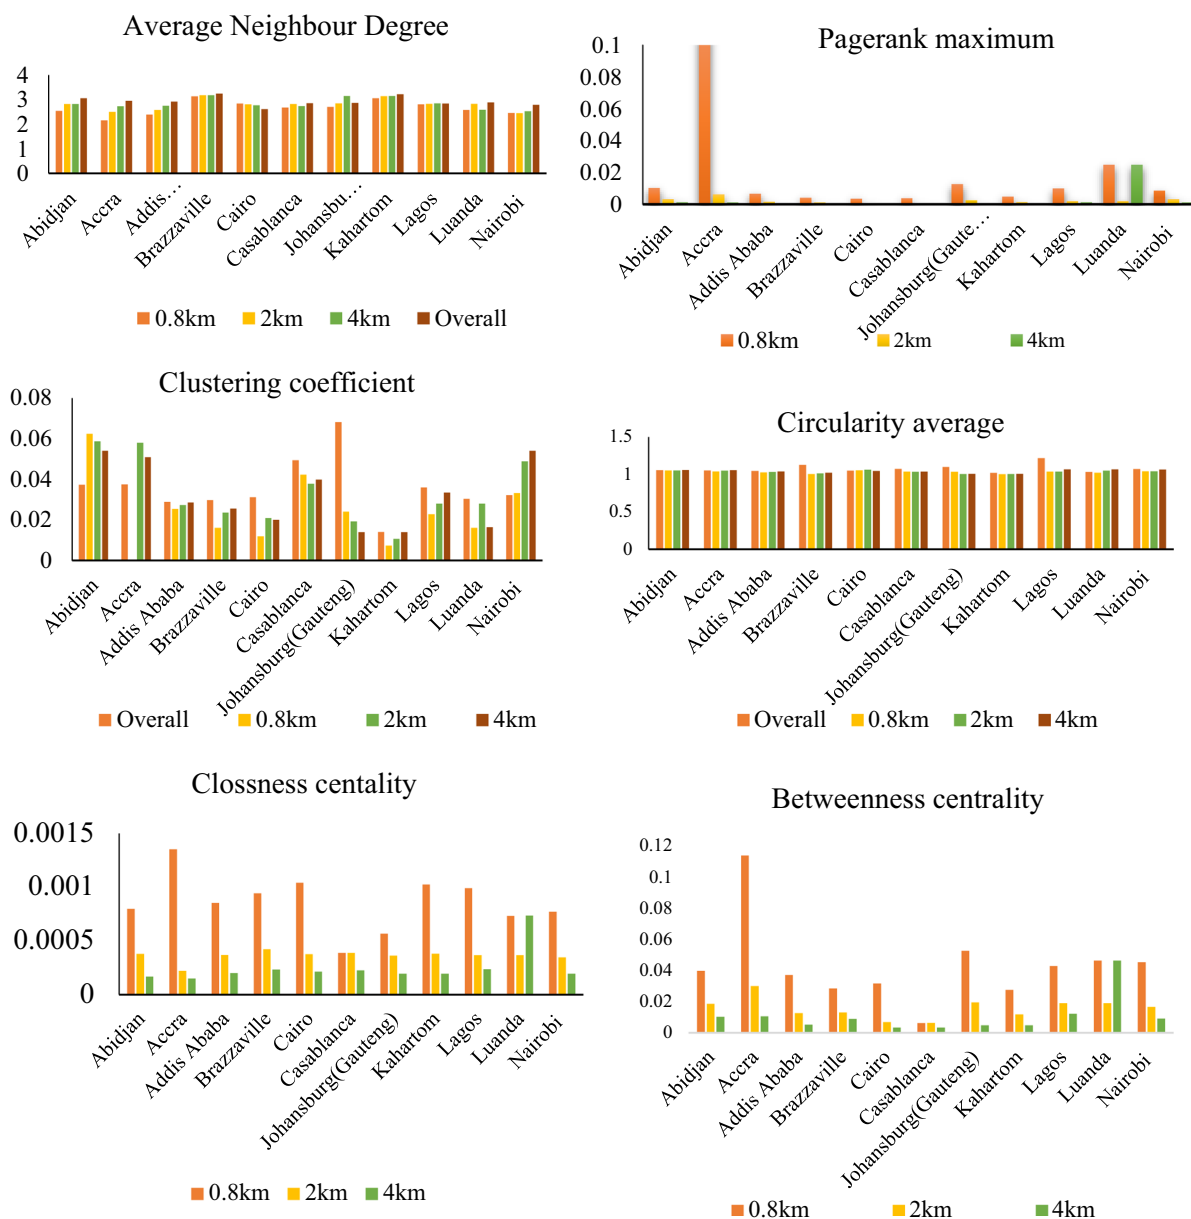 Average Neighbour Degree
4
3
2
1
0
Abidjan
Accra
Addis…
Brazzaville
Cairo
Casablanca
Johansbu…
Kahartom
Lagos
Luanda
Nairobi
0.8km 2km 4km Overall
Pagerank maximum
0.1
0.08
0.06
0.04
0.02
0
Abidjan
Accra
Addis Ababa
Brazzaville
Cairo
Casablanca
Johansburg(Gaute…
Kahartom
Lagos
Luanda
Nairobi
0.8km 2km 4km
Clustering coefficient
0.08
0.06
0.04
0.02
0
Abidjan
Accra
Addis Ababa
Brazzaville
Cairo
Casablanca
Johansburg(Gauteng)
Kahartom
Lagos
Luanda
Nairobi
Overall 0.8km 2km 4km
Circularity average
1.5
1
0.5
0
Abidjan
Accra
Addis Ababa
Brazzaville
Cairo
Casablanca
Johansburg(Gauteng)
Kahartom
Lagos
Luanda
Nairobi
Overall 0.8km 2km 4km
Clossness centality
0.0015
0.001
0.0005
0
Abidjan
Accra
Addis Ababa
Brazzaville
Cairo
Casablanca
Johansburg(Gauteng)
Kahartom
Lagos
Luanda
Nairobi
0.8km 2km 4km
Betweenness centrality
0.12
0.1
0.08
0.06
0.04
0.02
0
Abidjan
Accra
Addis Ababa
Brazzaville
Cairo
Casablanca
Johansburg(Gauteng)
Kahartom
Lagos
Luanda
Nairobi
0.8km 2km 4km